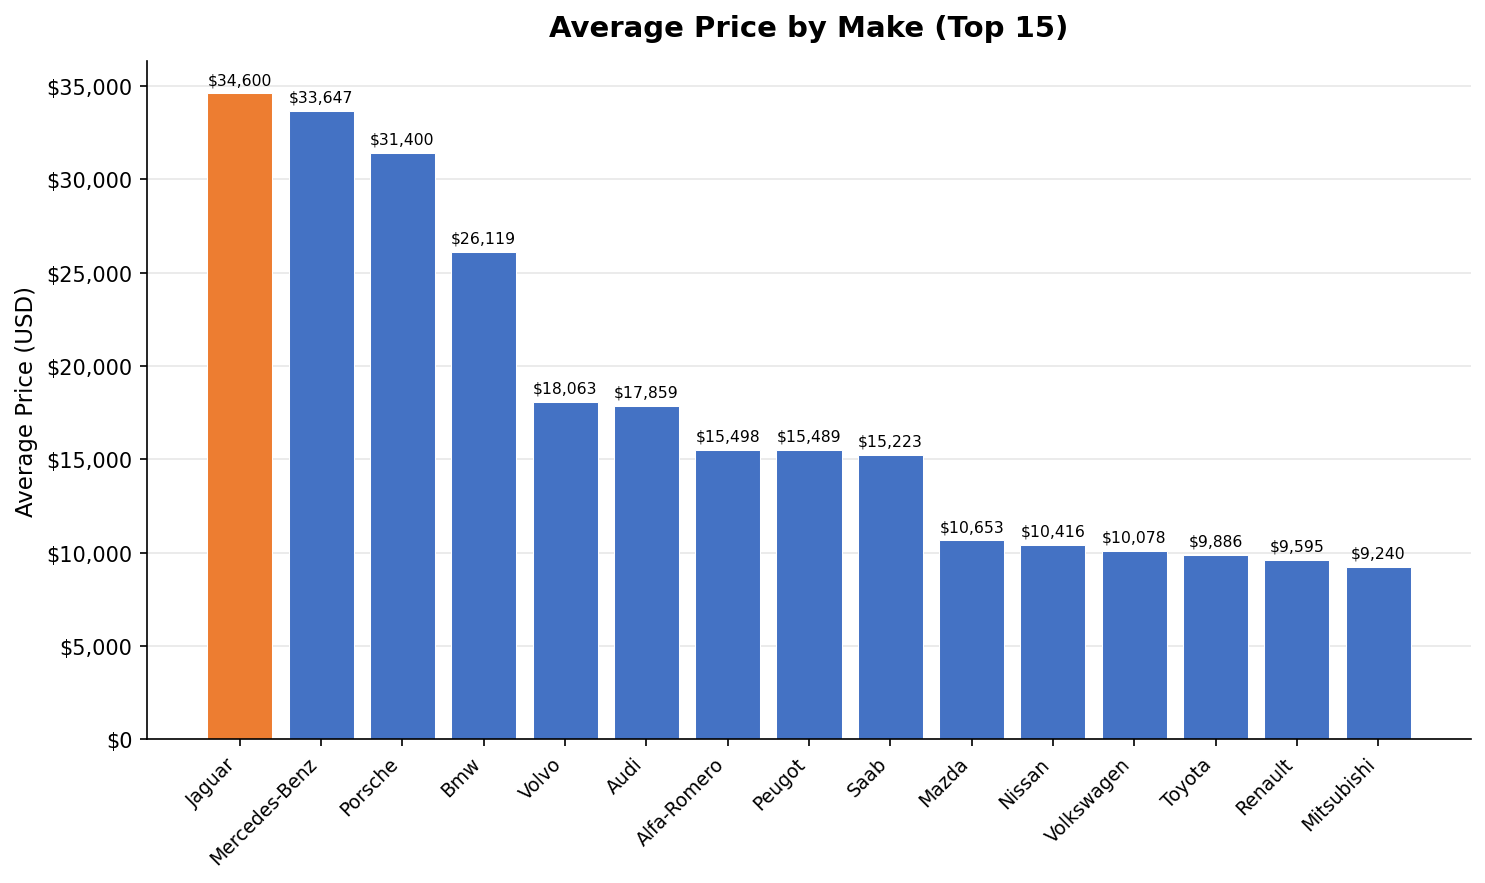 Average Price by Make (Top 15)
Average Price (USD)
$35,000
$30,000
$25,000
$20,000
$15,000
$10,000
$5,000
$0
$34,600
$33,647
$31,400
$26,119
$18,063
$17,859
$15,498
$15,489
$15,223
$10,653
$10,416
$10,078
$9,886
$9,595
$9,240
Jaguar
Mercedes-Benz
Porsche
Bmw
Volvo
Audi
Alfa-Romero
Peugot
Saab
Mazda
Nissan
Volkswagen
Toyota
Renault
Mitsubishi